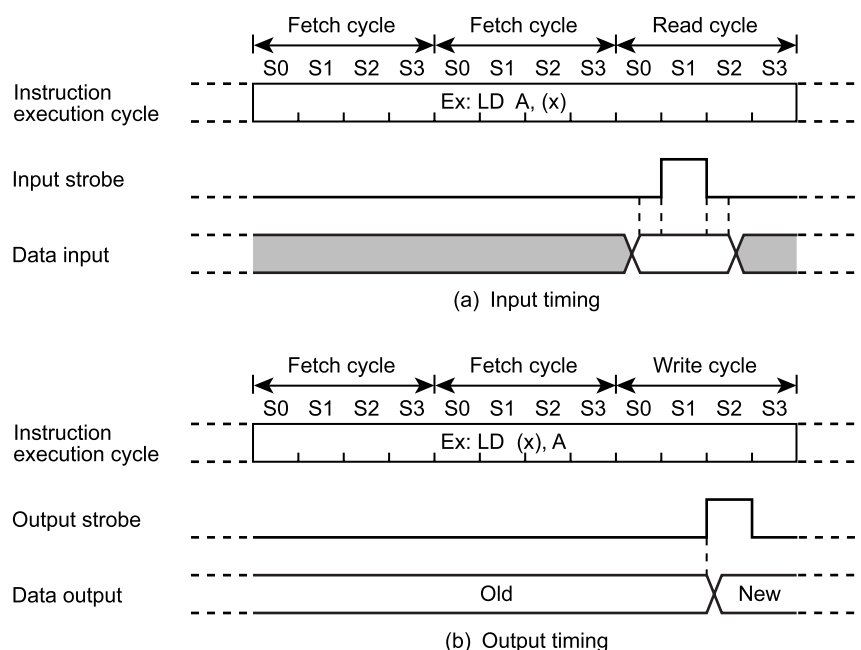 Fetch cycle Fetch cycle Read cycle
S0 S1 S2 S3 S0 S1 S2 S3 S0 S1 S2 S3
Instruction
execution cycle
Ex: LD A, (x)
Input strobe
Data input
(a) Input timing
Fetch cycle Fetch cycle Write cycle
S0 S1 S2 S3 S0 S1 S2 S3 S0 S1 S2 S3
Instruction
execution cycle
Ex: LD (x), A
Output strobe
Data output
Old New
(b) Output timing